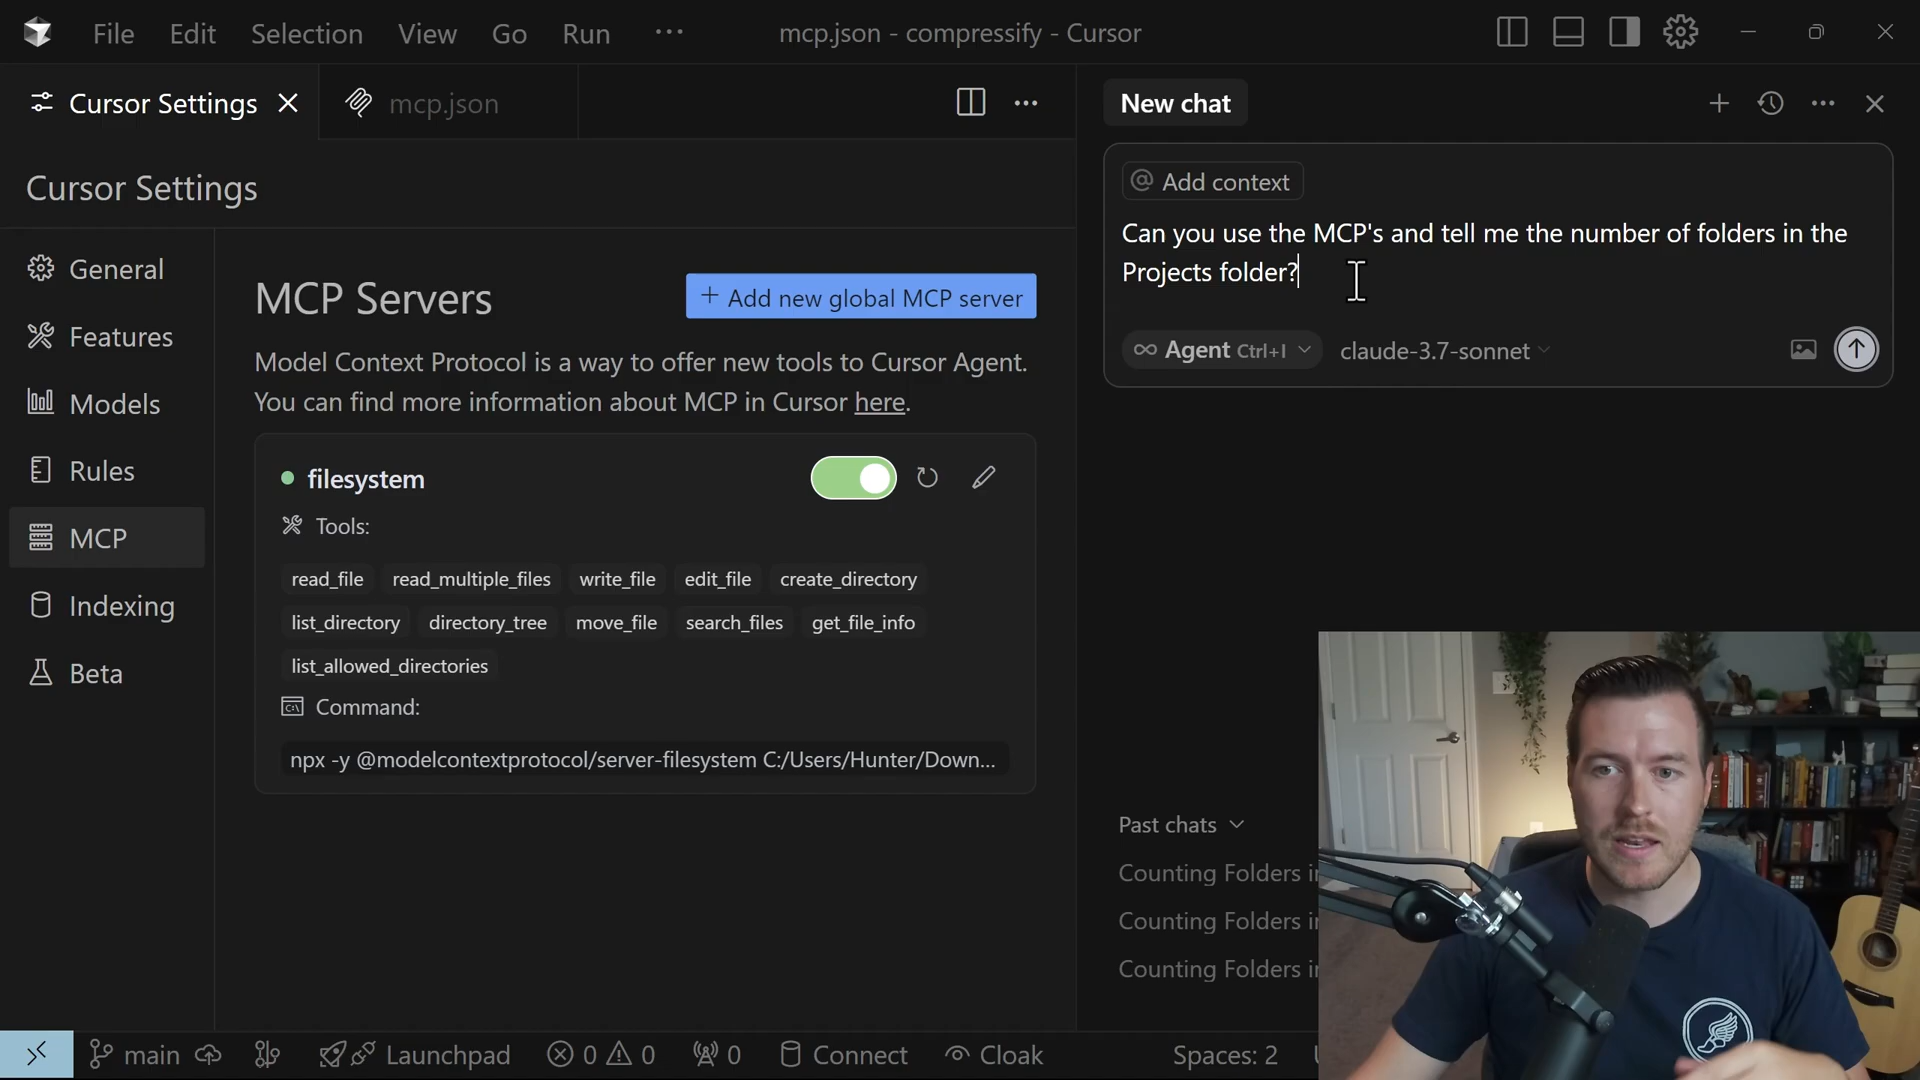 File Edit Selection View Go Run ··· mcp.json - compressify - Cursor
Cursor Settings mcp.json
Cursor Settings
General
Features
Models
Rules
MCP
Indexing
Beta
MCP Servers
+ Add new global MCP server
Model Context Protocol is a way to offer new tools to Cursor Agent.
You can find more information about MCP in Cursor here.
filesystem
Tools:
read_file read_multiple_files write_file edit_file create_directory
list_directory directory_tree move_file search_files get_file_info
list_allowed_directories
Command:
npx -y @modelcontextprotocol/server-filesystem C:/Users/Hunter/Down...
New chat
@ Add context
Can you use the MCP's and tell me the number of folders in the
Projects folder?
∞ Agent Ctrl+I claude-3.7-sonnet
Past chats
Counting Folders i
Counting Folders i
Counting Folders i
main Launchpad 0 0 0 Connect Cloak Spaces: 2